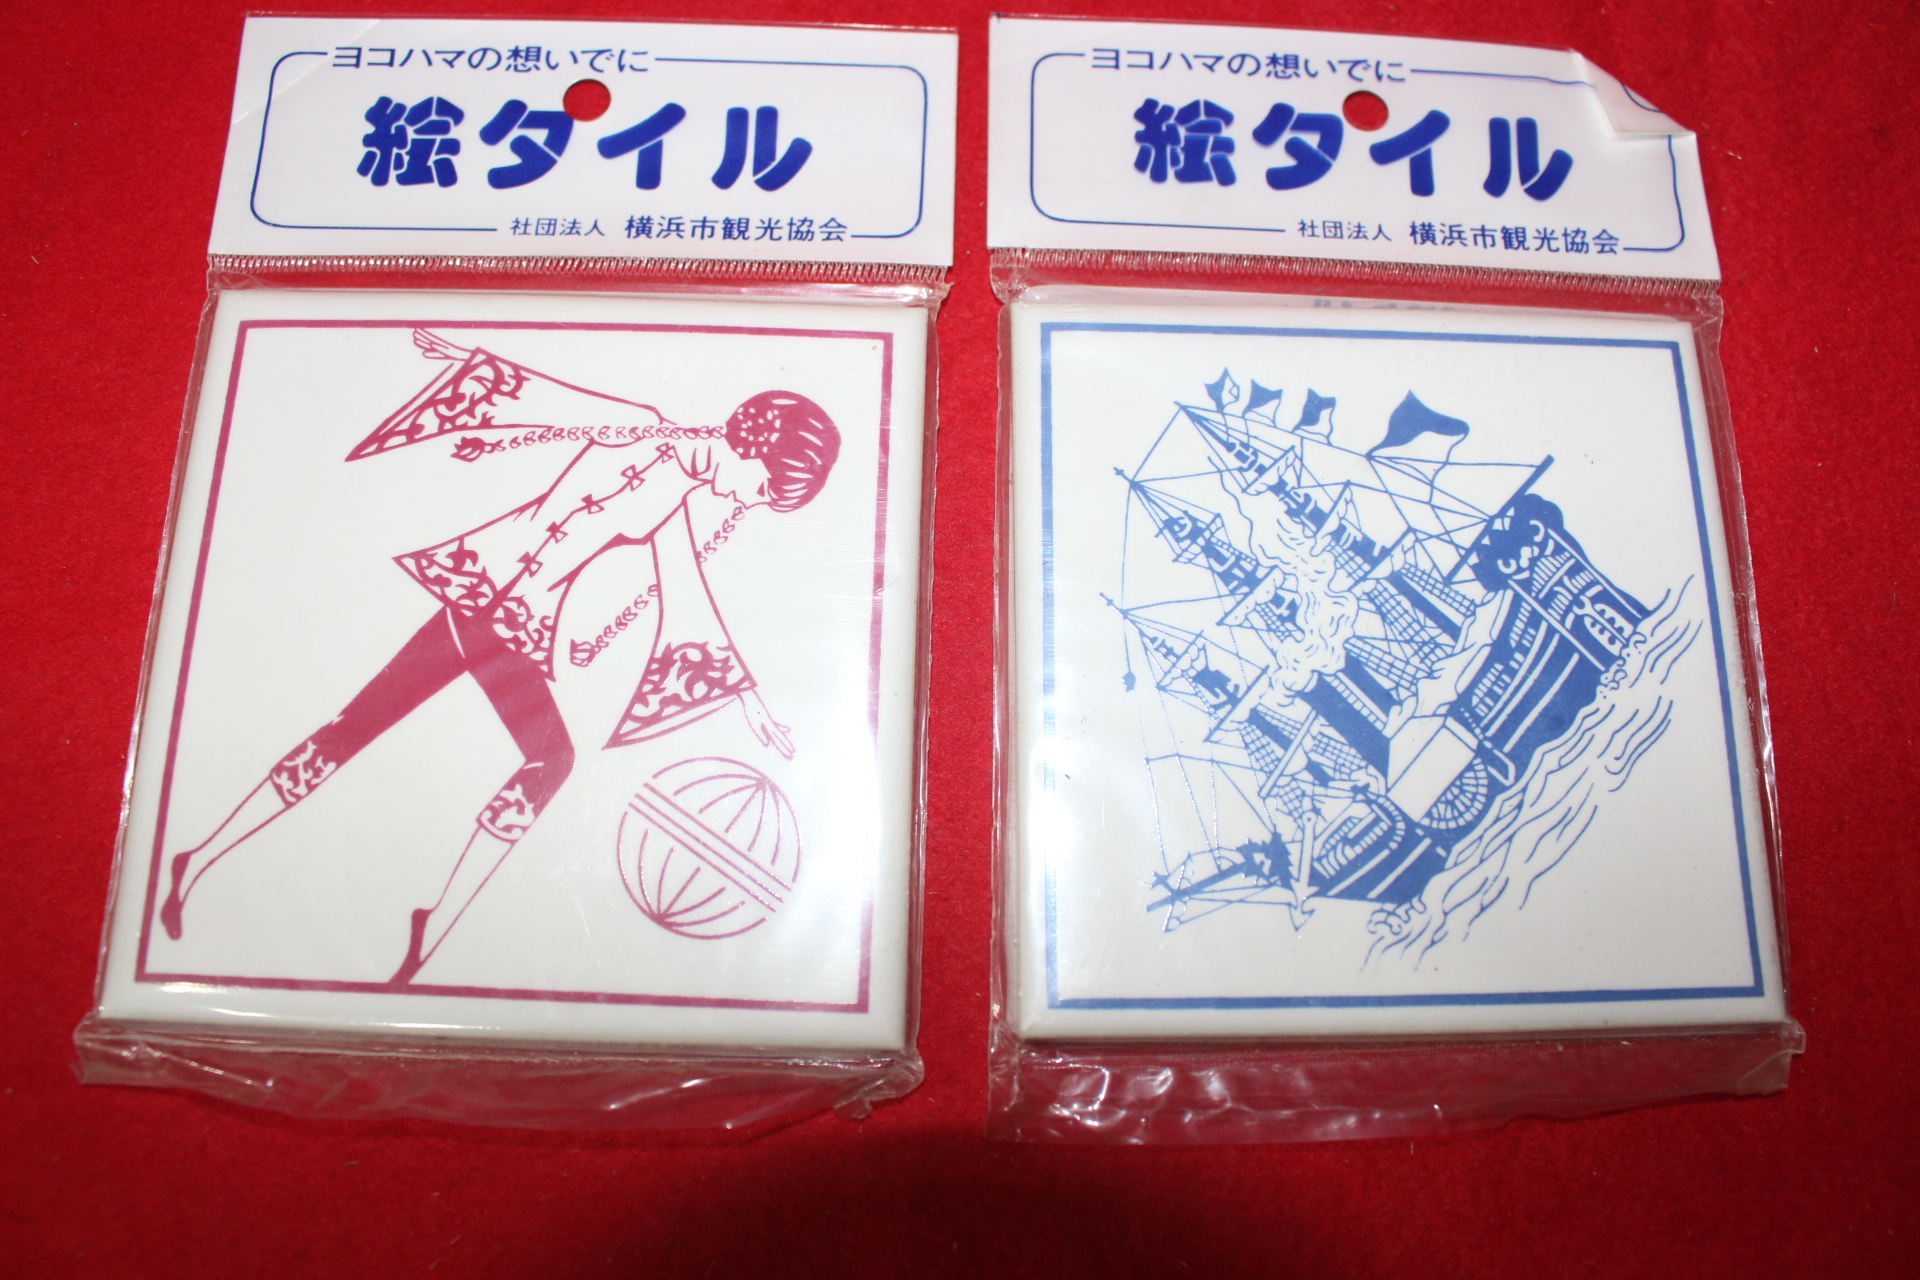 ヨコハマの想いでに
絵タイル
社団法人 横浜市観光協会
ヨコハマの想いでに
絵タイル
社団法人 横浜市観光協会